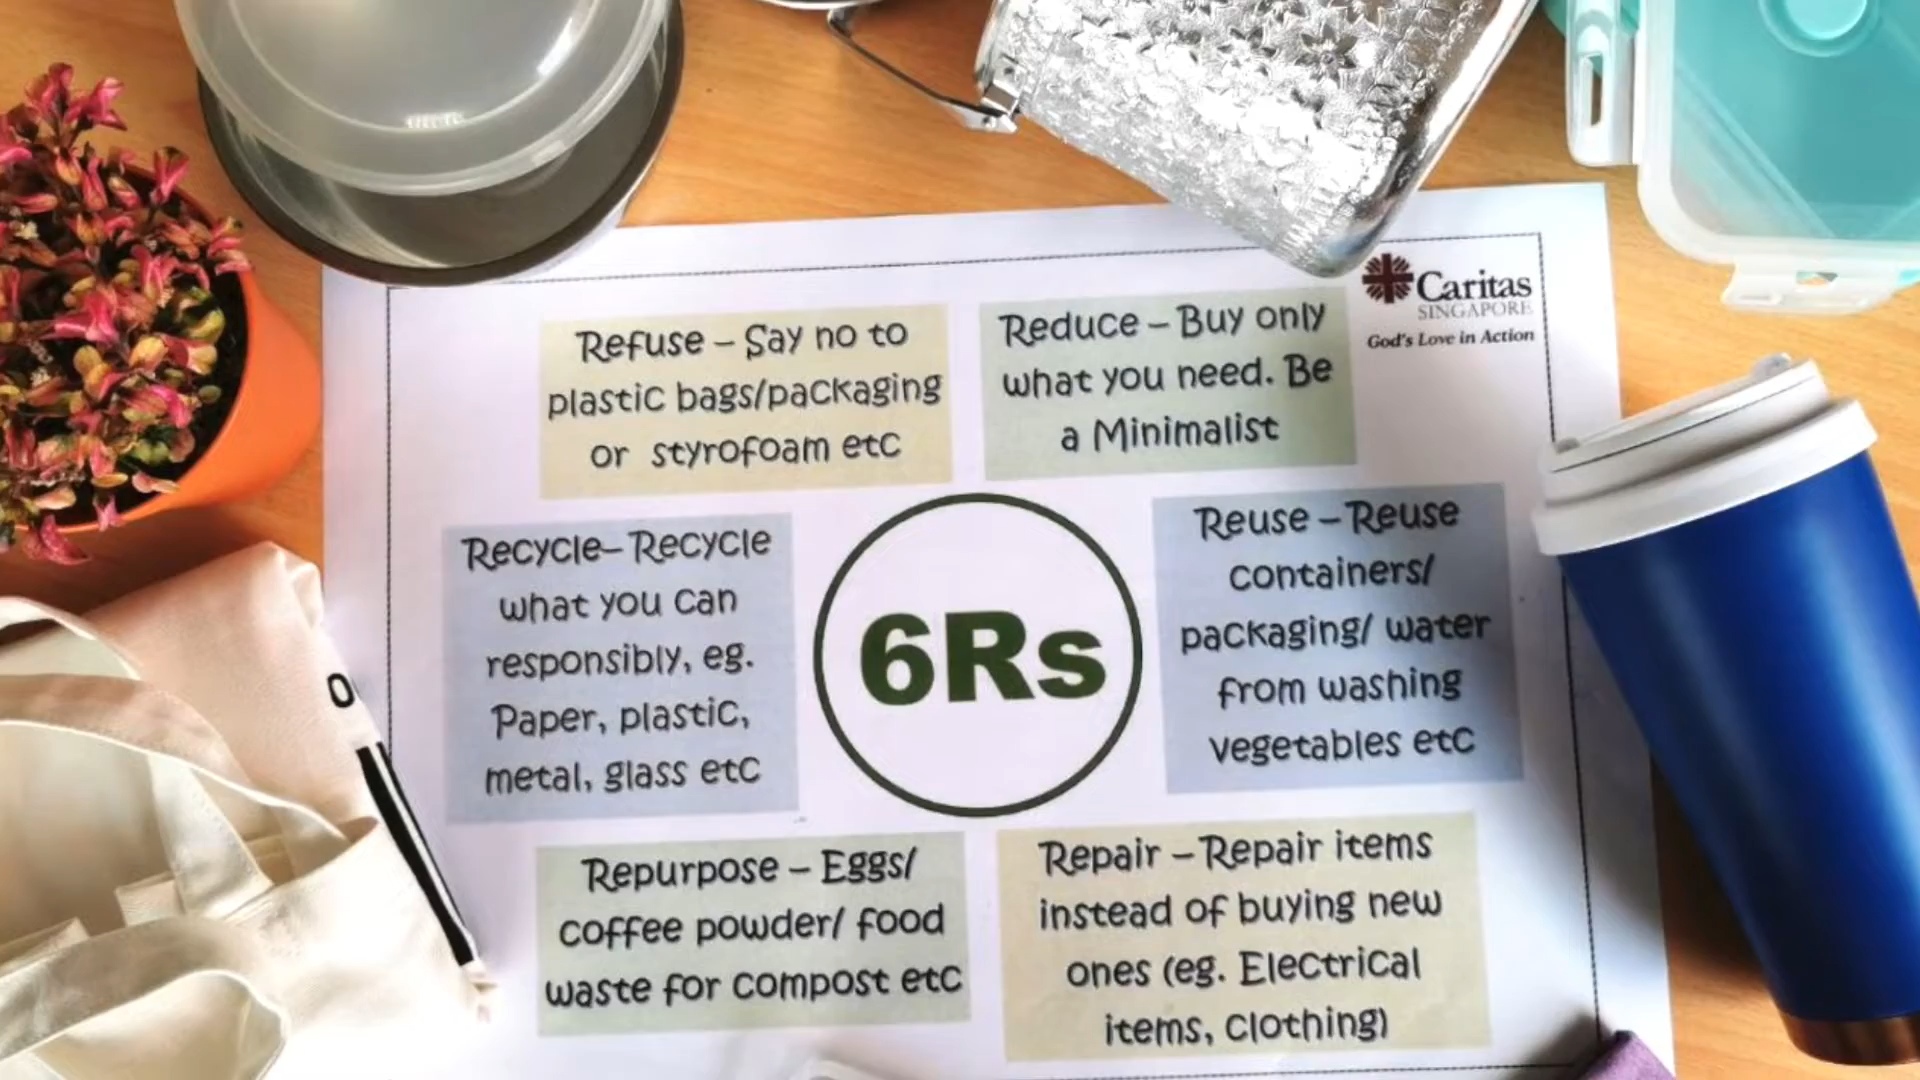 Caritas
SINGAPORE
God's Love in Action
Refuse – Say no to
plastic bags/packaging
or styrofoam etc
Reduce – Buy only
what you need. Be
a Minimalist
Recycle– Recycle
what you can
responsibly, eg.
Paper, plastic,
metal, glass etc
6Rs
Reuse – Reuse
containers/
packaging/ water
from washing
vegetables etc
Repurpose – Eggs/
coffee powder/ food
waste for compost etc
Repair – Repair items
instead of buying new
ones (eg. Electrical
items, clothing)